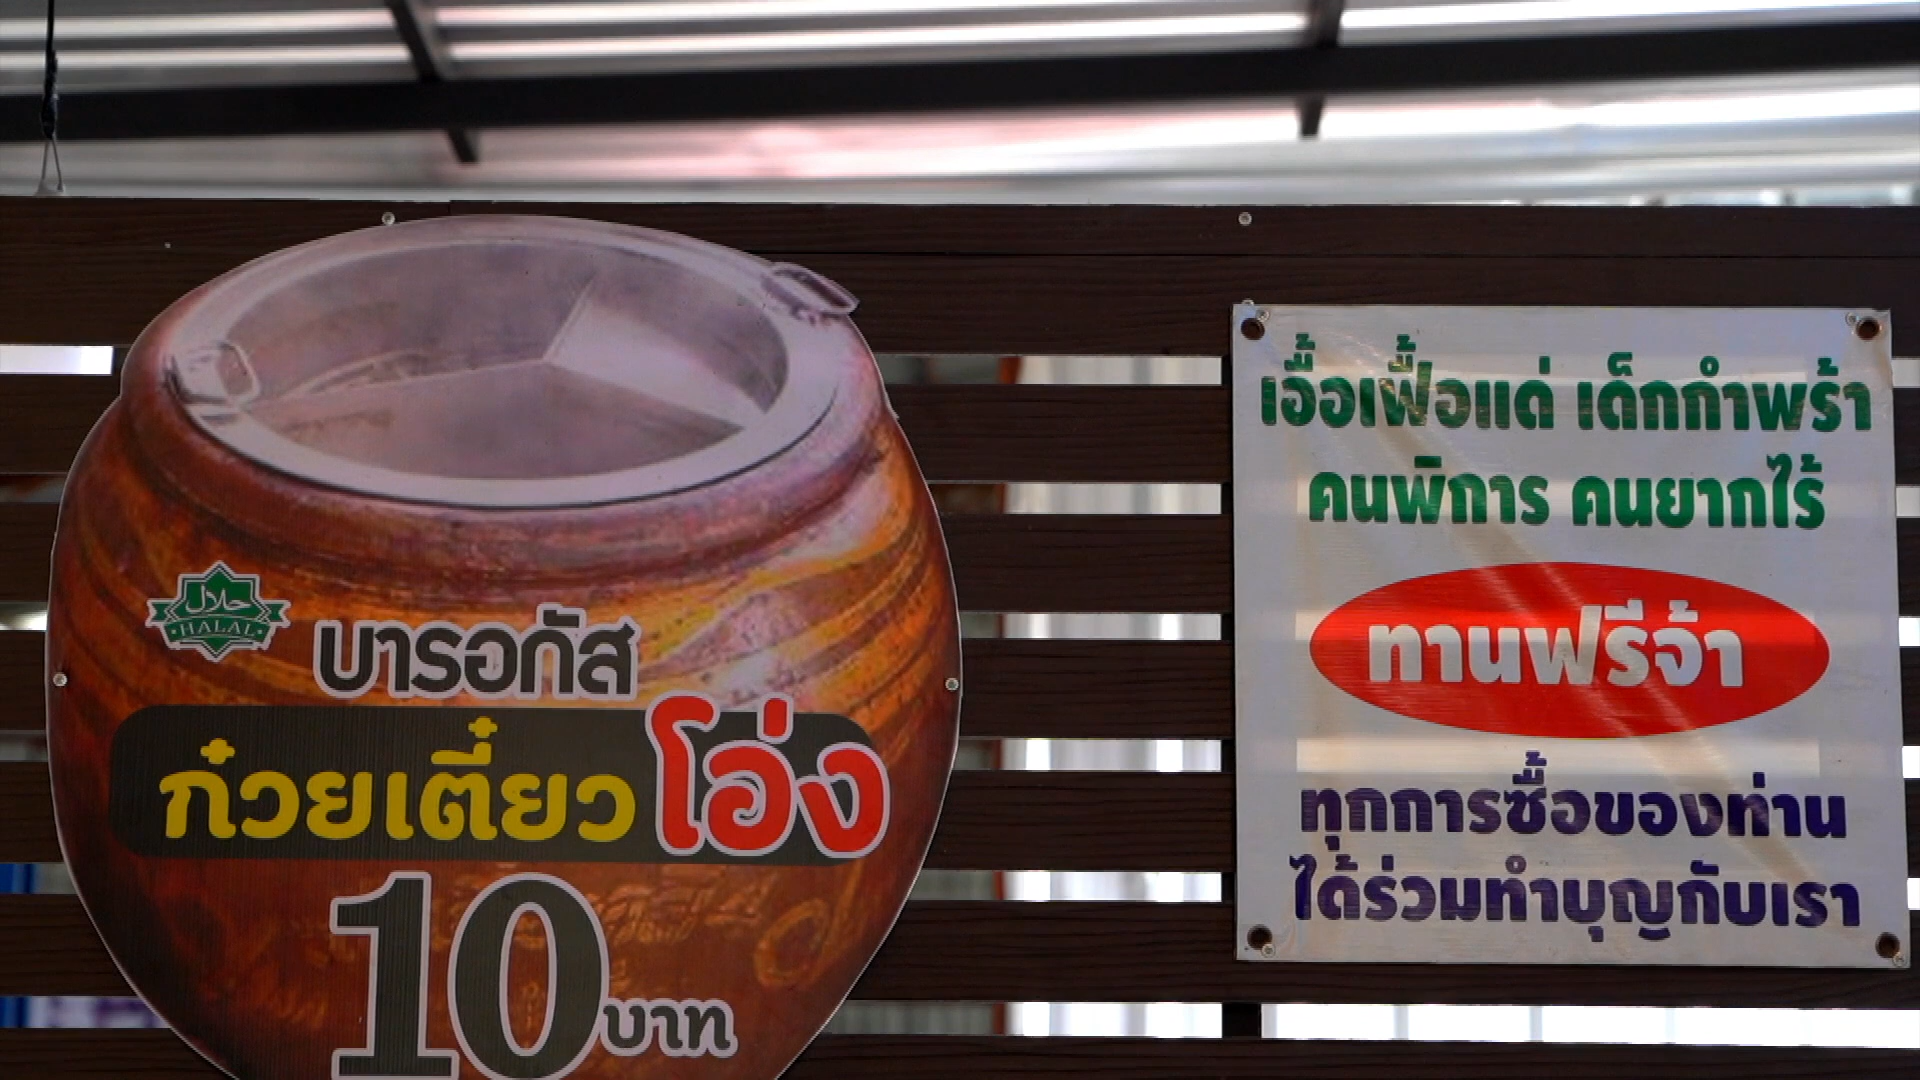 حلال
HALAL
บารอกัส
ก๋วยเตี๋ยวโอ่ง
10บาท
เอื้อเฟื้อแด่ เด็กกำพร้า
คนพิการ คนยากไร้
ทานฟรีจ้า
ทุกการซื้อของท่าน
ได้ร่วมทำบุญกับเรา